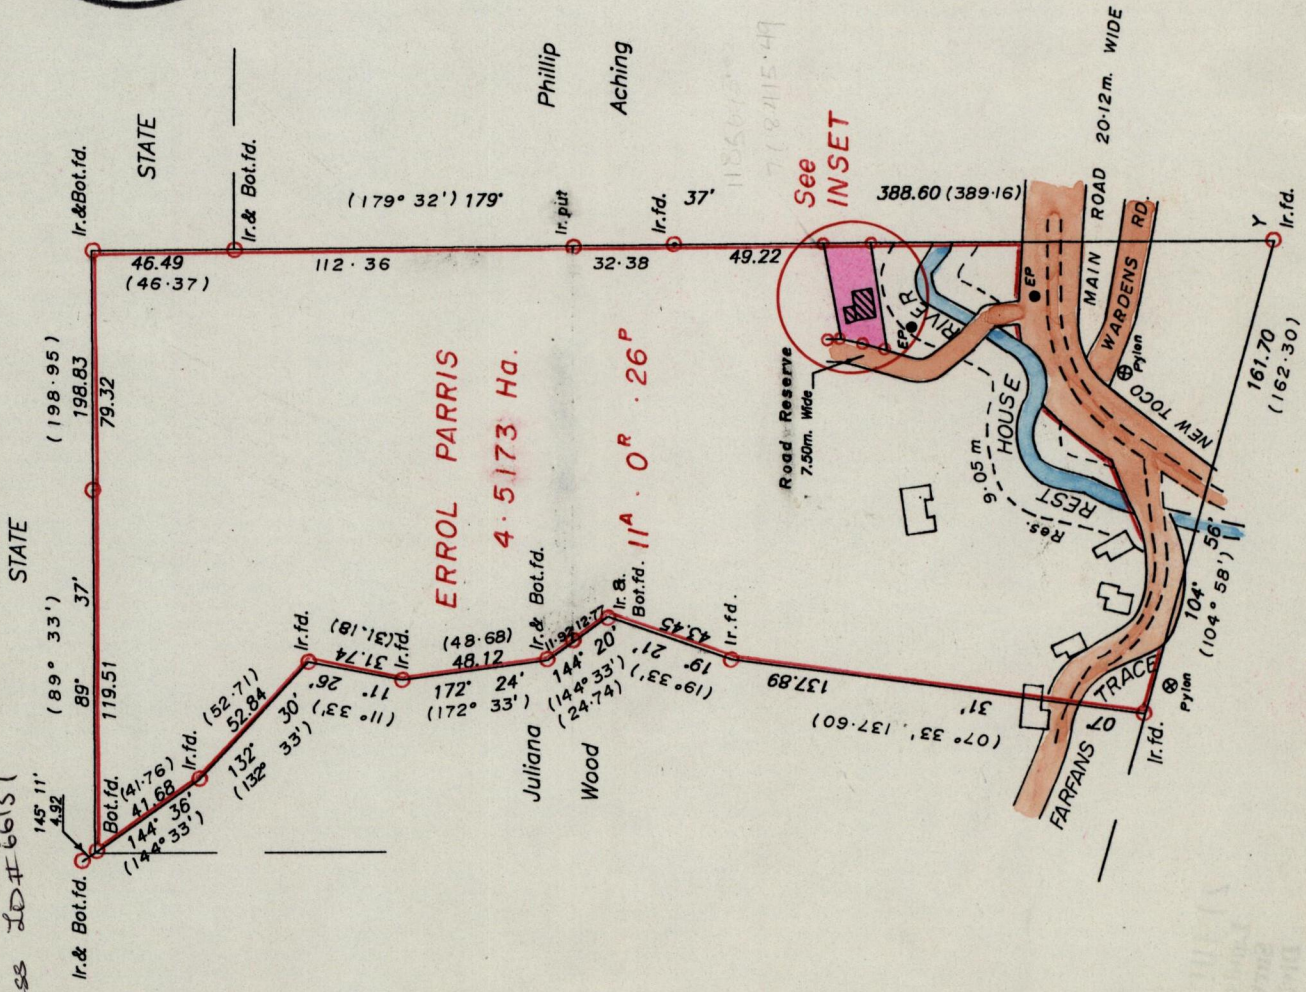 STATE
STATE
Ir.&Bot.fd.
Ir.& Bot.fd.
(179° 32') 179°
37'
388.60 (389.16)
Phillip
Aching
Ir.put
Ir.fd.
See
INSET
46.49
(46.37)
112.36
32.38
49.22
(198.95)
198.83
79.32
(89° 33')
89° 37'
119.51
145° 11'
4.92
Ir.& Bot.fd.
Bot.fd.
(41.76)
41.68
144° 36'
(144° 33')
Ir.fd.
(52.71)
52.84
132° 30'
(132° 33')
Ir.fd.
(31.18)
31.74
11° 26'
(11° 33')
Ir.fd.
(48.68)
48.12
172° 24'
(172° 33')
Ir.& Bot.fd.
11.92
12.77
144° 20'
(144° 33')
(24.74)
Ir. &
Bot.fd.
43.45
19° 21'
(19° 33')
Ir.fd.
137.89
07° 31'
(07° 33'. 137.60)
Juliana
Wood
ERROL PARRIS
4.5173 Ha.
11ᴬ . 0ᴿ . 26ᴾ
Road Reserve
7.50m. Wide
EP
RIVER
EP
HOUSE
REST
9.05 m
Res.
MAIN ROAD 20.12m. WIDE
WARDENS RD.
Pylon
NEW TOCO
Y
Ir.fd.
161.70
(162.30)
104° 56'
(104° 58')
FARFANS TRACE
Pylon
Ir.fd.